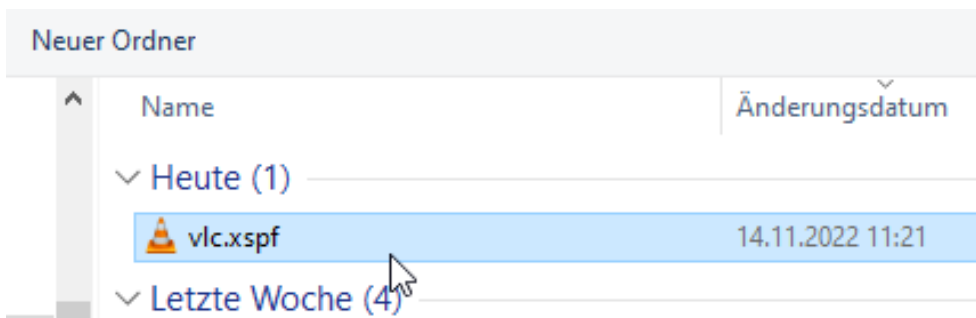 Neuer Ordner
Name Änderungsdatum
Heute (1)
vlc.xspf 14.11.2022 11:21
Letzte Woche (4)